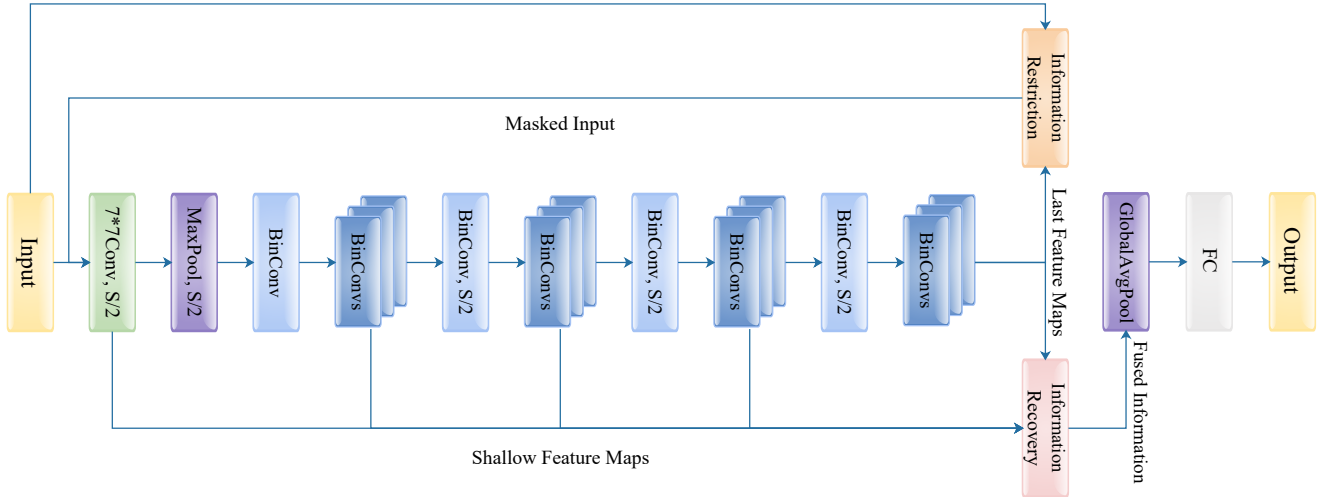 Information
Restriction
Masked Input
Input
7*7Conv, S/2
MaxPool, S/2
BinConv
BinConvs
BinConv, S/2
BinConvs
BinConv, S/2
BinConvs
BinConv, S/2
BinConvs
Last Feature Maps
GlobalAvgPool
FC
Output
Information
Recovery
Fused Information
Shallow Feature Maps